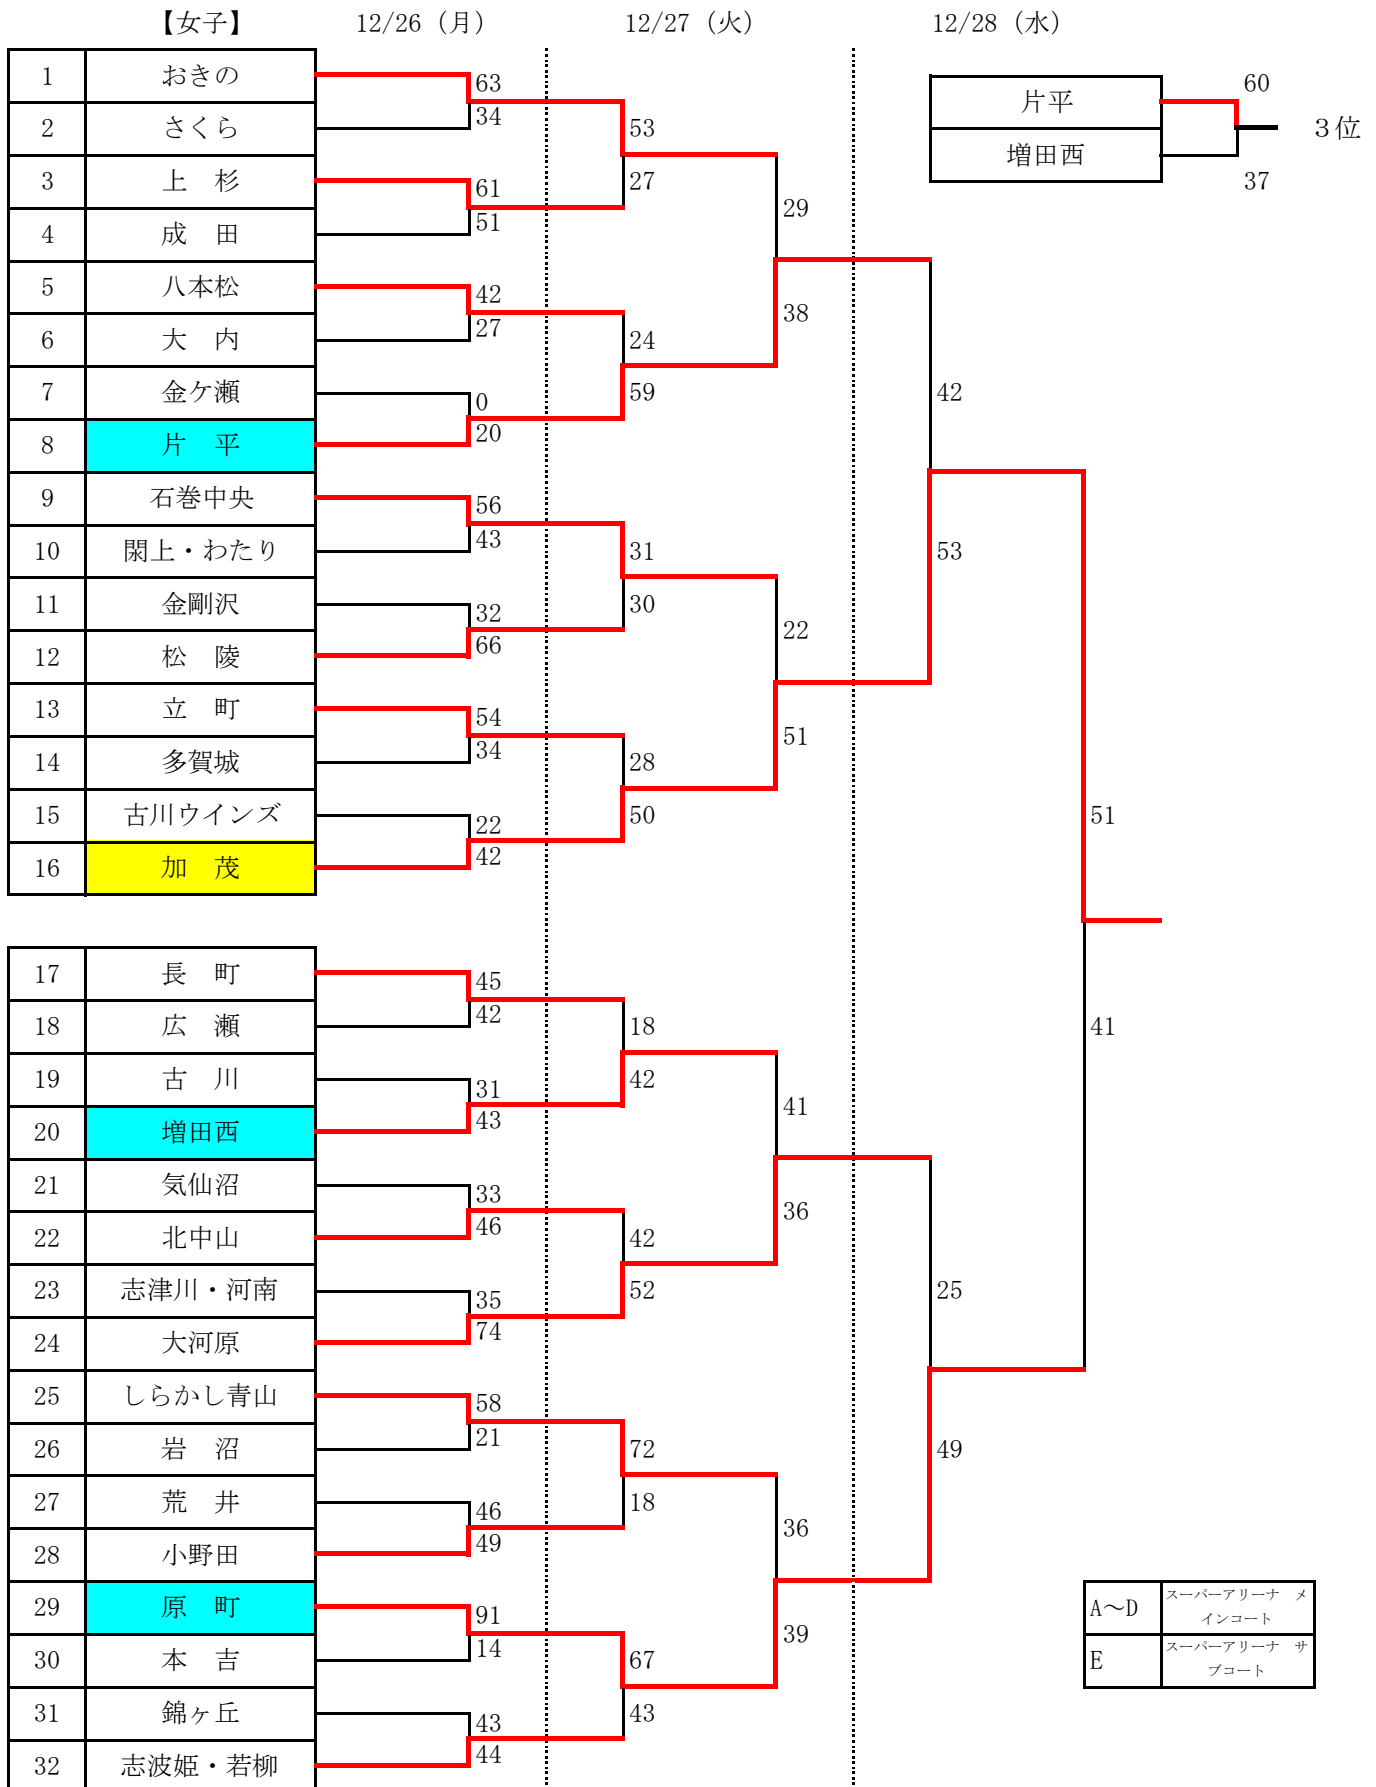 【女子】 12/26（月） 12/27（火） 12/28（水）
1 おきの 63 60
片平
2 さくら 34 53 3位
増田西
3 上　杉 61 27 37
29
4 成　田 51
5 八本松 42
38
6 大　内 27 24
7 金ケ瀬 0 59 42
8 片　平 20
9 石巻中央 56
10 閖上・わたり 43 31 53
11 金剛沢 32 30
22
12 松　陵 66
13 立　町 54
51
14 多賀城 34 28
15 古川ウインズ 22 50 51
16 加　茂 42
17 長　町 45
18 広　瀬 42 18 41
19 古　川 31 42
41
20 増田西 43
21 気仙沼 33
36
22 北中山 46 42
23 志津川・河南 35 52 25
24 大河原 74
25 しらかし青山 58
26 岩　沼 21 72 49
27 荒　井 46 18
36
28 小野田 49
29 原　町 91
A～D スーパーアリーナ　メ
インコート
39
30 本　吉 14 67
E スーパーアリーナ　サ
ブコート
31 錦ヶ丘 43 43
32 志波姫・若柳 44